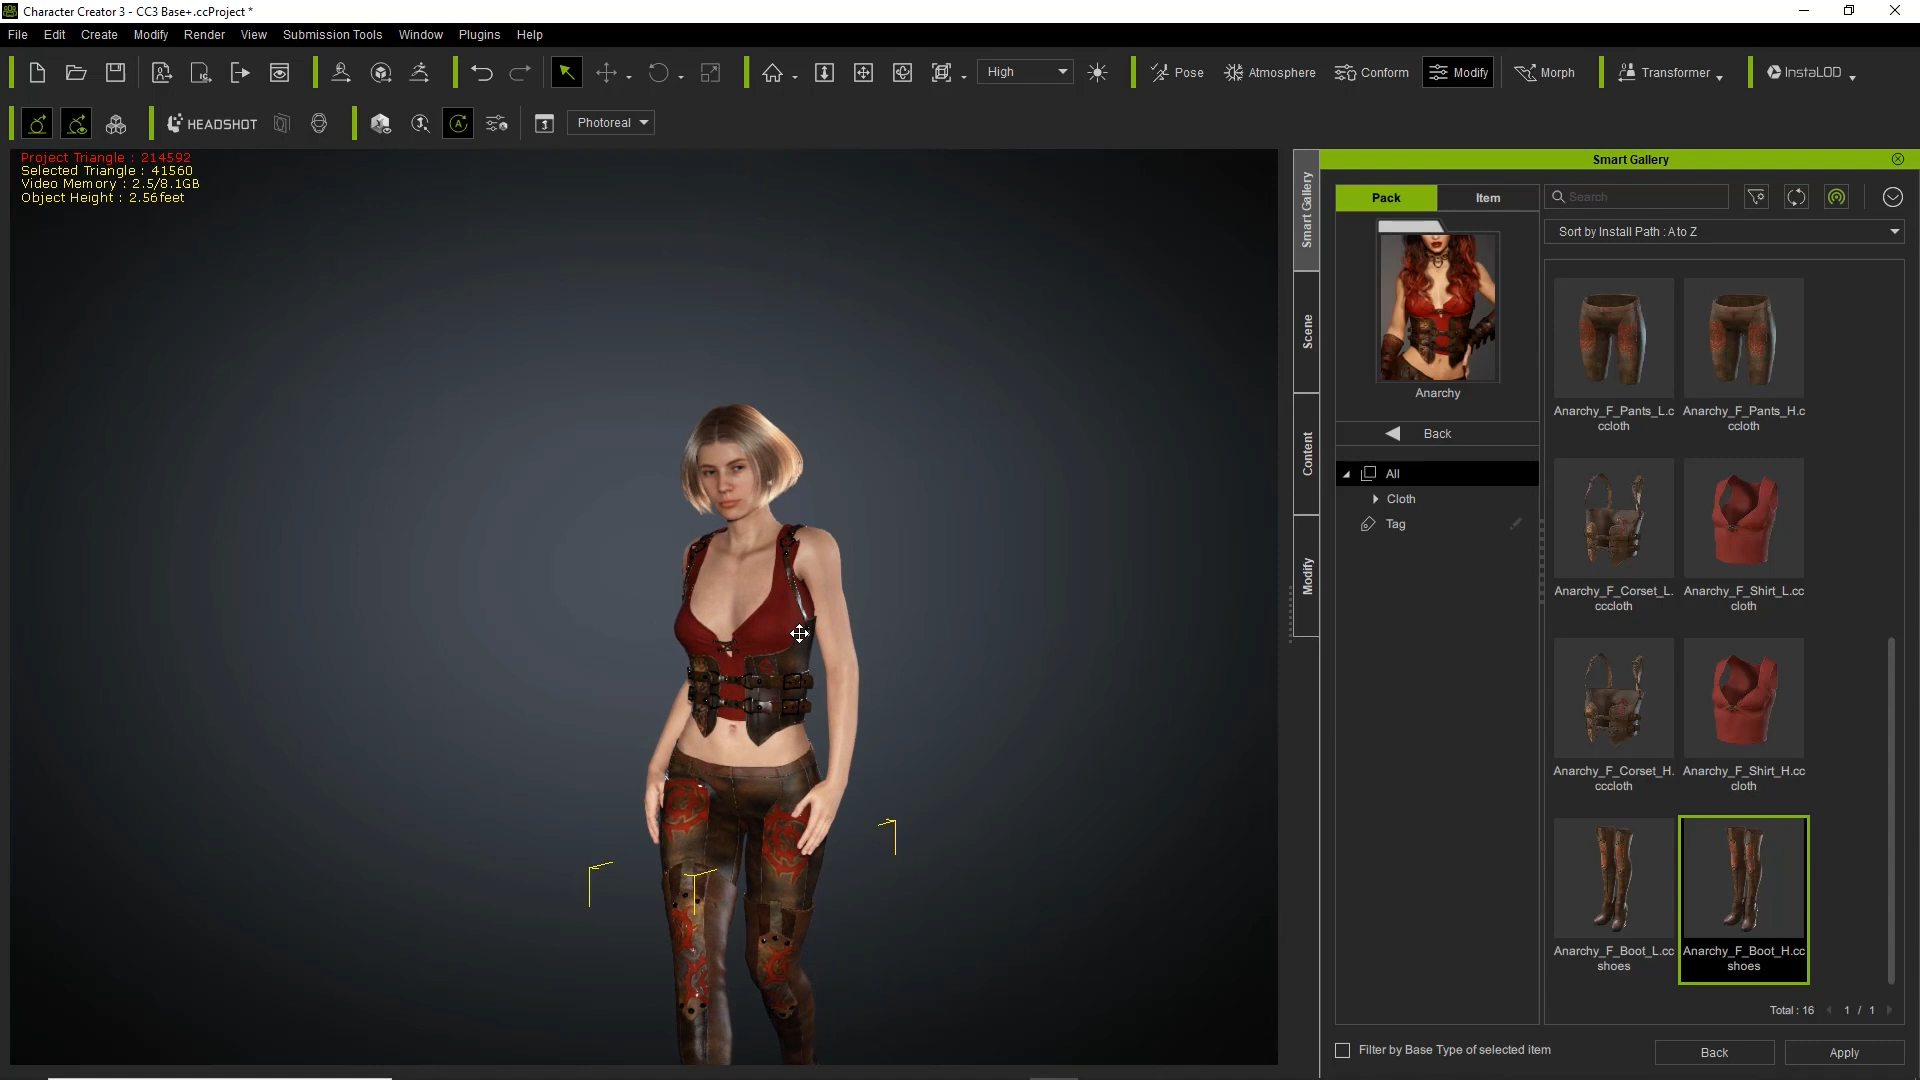 Character Creator 3 - CC3 Base+.ccProject *
File Edit Create Modify Render View Submission Tools Window Plugins Help
High Pose Atmosphere Conform Modify Morph Transformer InstaLOD
HEADSHOT Photoreal
Project Triangle : 214592
Selected Triangle : 41560
Video Memory : 2.5/8.1GB
Object Height : 2.56feet
Smart Gallery
Scene
Content
Modify
Smart Gallery
Pack Item Search
Sort by Install Path : A to Z
Anarchy
Back
All
Cloth
Tag
Anarchy_F_Pants_L.c
ccloth
Anarchy_F_Pants_H.c
ccloth
Anarchy_F_Corset_L.
cccloth
Anarchy_F_Shirt_L.cc
cloth
Anarchy_F_Corset_H.
cccloth
Anarchy_F_Shirt_H.cc
cloth
Anarchy_F_Boot_L.cc
shoes
Anarchy_F_Boot_H.cc
shoes
Total : 16 1 / 1
Filter by Base Type of selected item
Back Apply